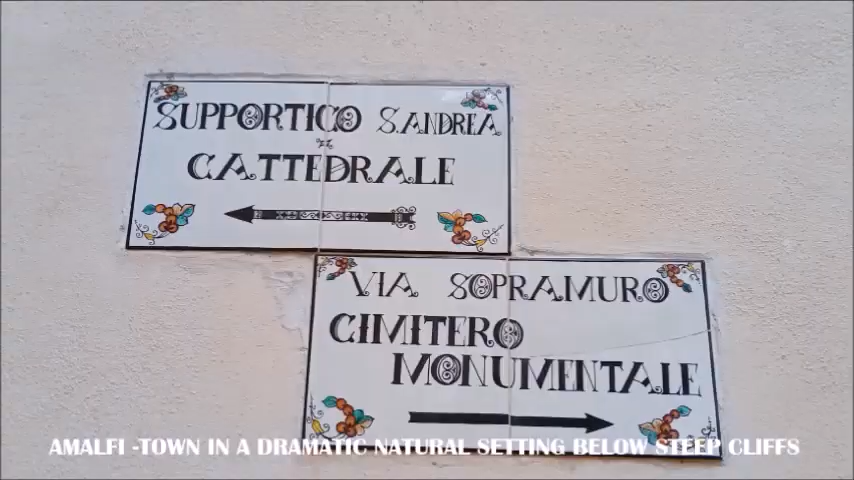 SUPPORTICO S.ANDREA
CATTEDRALE
VIA SOPRAMURO
CIMITERO
MONUMENTALE
AMALFI -TOWN IN A DRAMATIC NATURAL SETTING BELOW STEEP CLIFFS